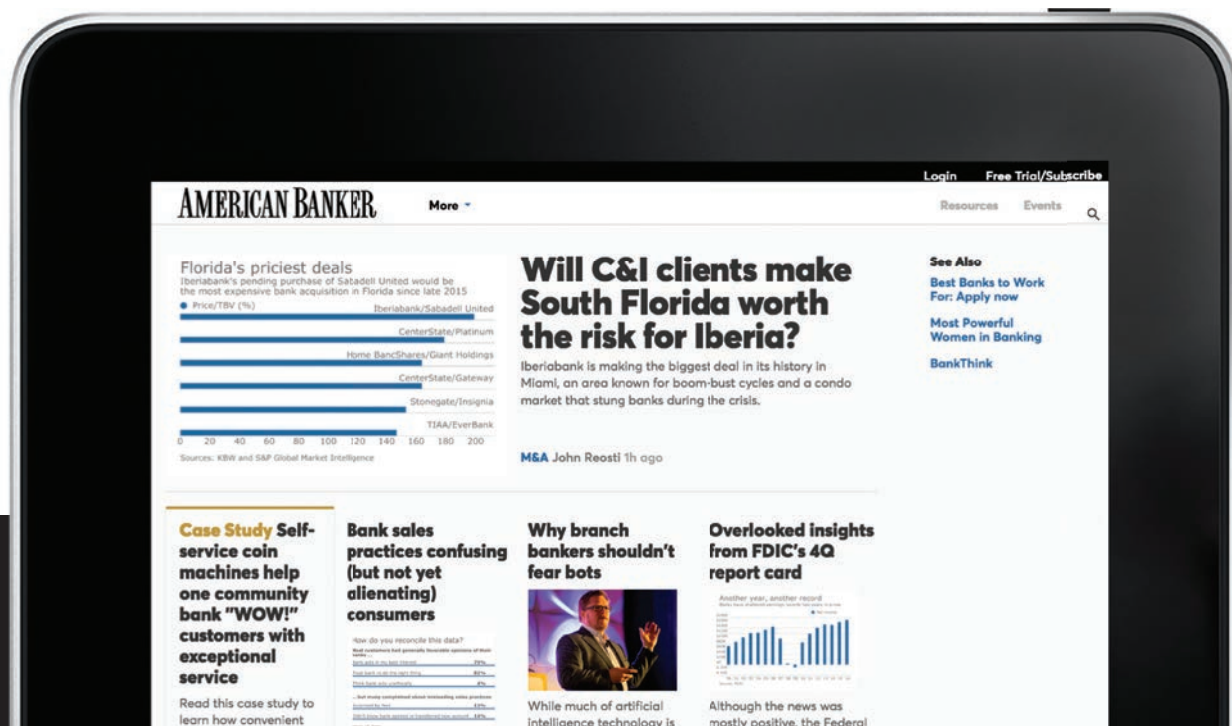 Login Free Trial/Subscribe
AMERICAN BANKER
More
Resources Events
Florida's priciest deals
Iberiabank's pending purchase of Sabadell United would be
the most expensive bank acquisition in Florida since late 2015
Price/TBV (%)
Iberiabank/Sabadell United
CenterState/Platinum
Home BancShares/Giant Holdings
CenterState/Gateway
Stonegate/Insignia
TIAA/EverBank
0 20 40 60 80 100 120 140 160 180 200
Sources: KBW and S&P Global Market Intelligence
Will C&I clients make
South Florida worth
the risk for Iberia?
Iberiabank is making the biggest deal in its history in
Miami, an area known for boom-bust cycles and a condo
market that stung banks during the crisis.
M&A John Reosti 1h ago
See Also
Best Banks to Work
For: Apply now
Most Powerful
Women in Banking
BankThink
Case Study Self-
service coin
machines help
one community
bank "WOW!"
customers with
exceptional
service
Read this case study to
learn how convenient
Bank sales
practices confusing
(but not yet
alienating)
consumers
How do you reconcile this data?
Why branch
bankers shouldn't
fear bots
While much of artificial
intelligence technology is
Overlooked insights
from FDIC's 4Q
report card
Another year, another record
Although the news was
mostly positive, the Federal